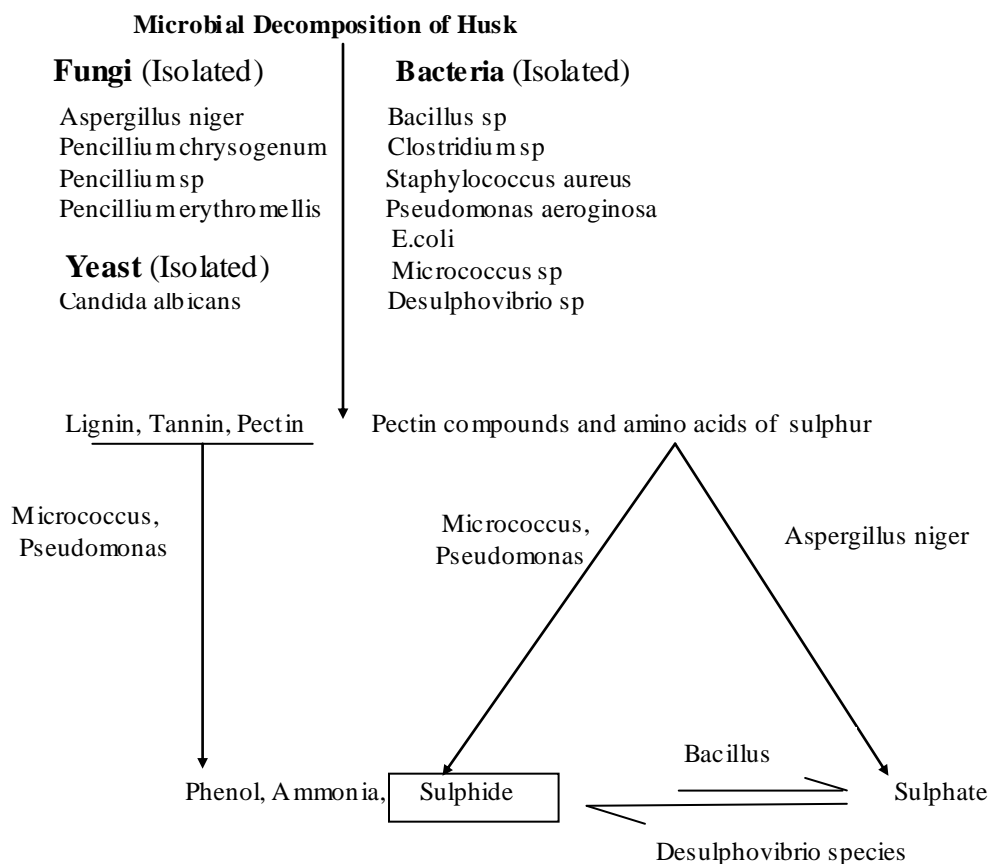 Microbial Decomposition of Husk
Fungi (Isolated)
Aspergillus niger
Pencillium chrysogenum
Pencillium sp
Pencillium erythromellis
Yeast (Isolated)
Candida albicans
Bacteria (Isolated)
Bacillus sp
Clostridium sp
Staphylococcus aureus
Pseudomonas aeroginosa
E.coli
Micrococcus sp
Desulphovibrio sp
Lignin, Tannin, Pectin
Pectin compounds and amino acids of sulphur
Micrococcus,
Pseudomonas
Micrococcus,
Pseudomonas
Aspergillus niger
Bacillus
Phenol, Ammonia, Sulphide
Sulphate
Desulphovibrio species